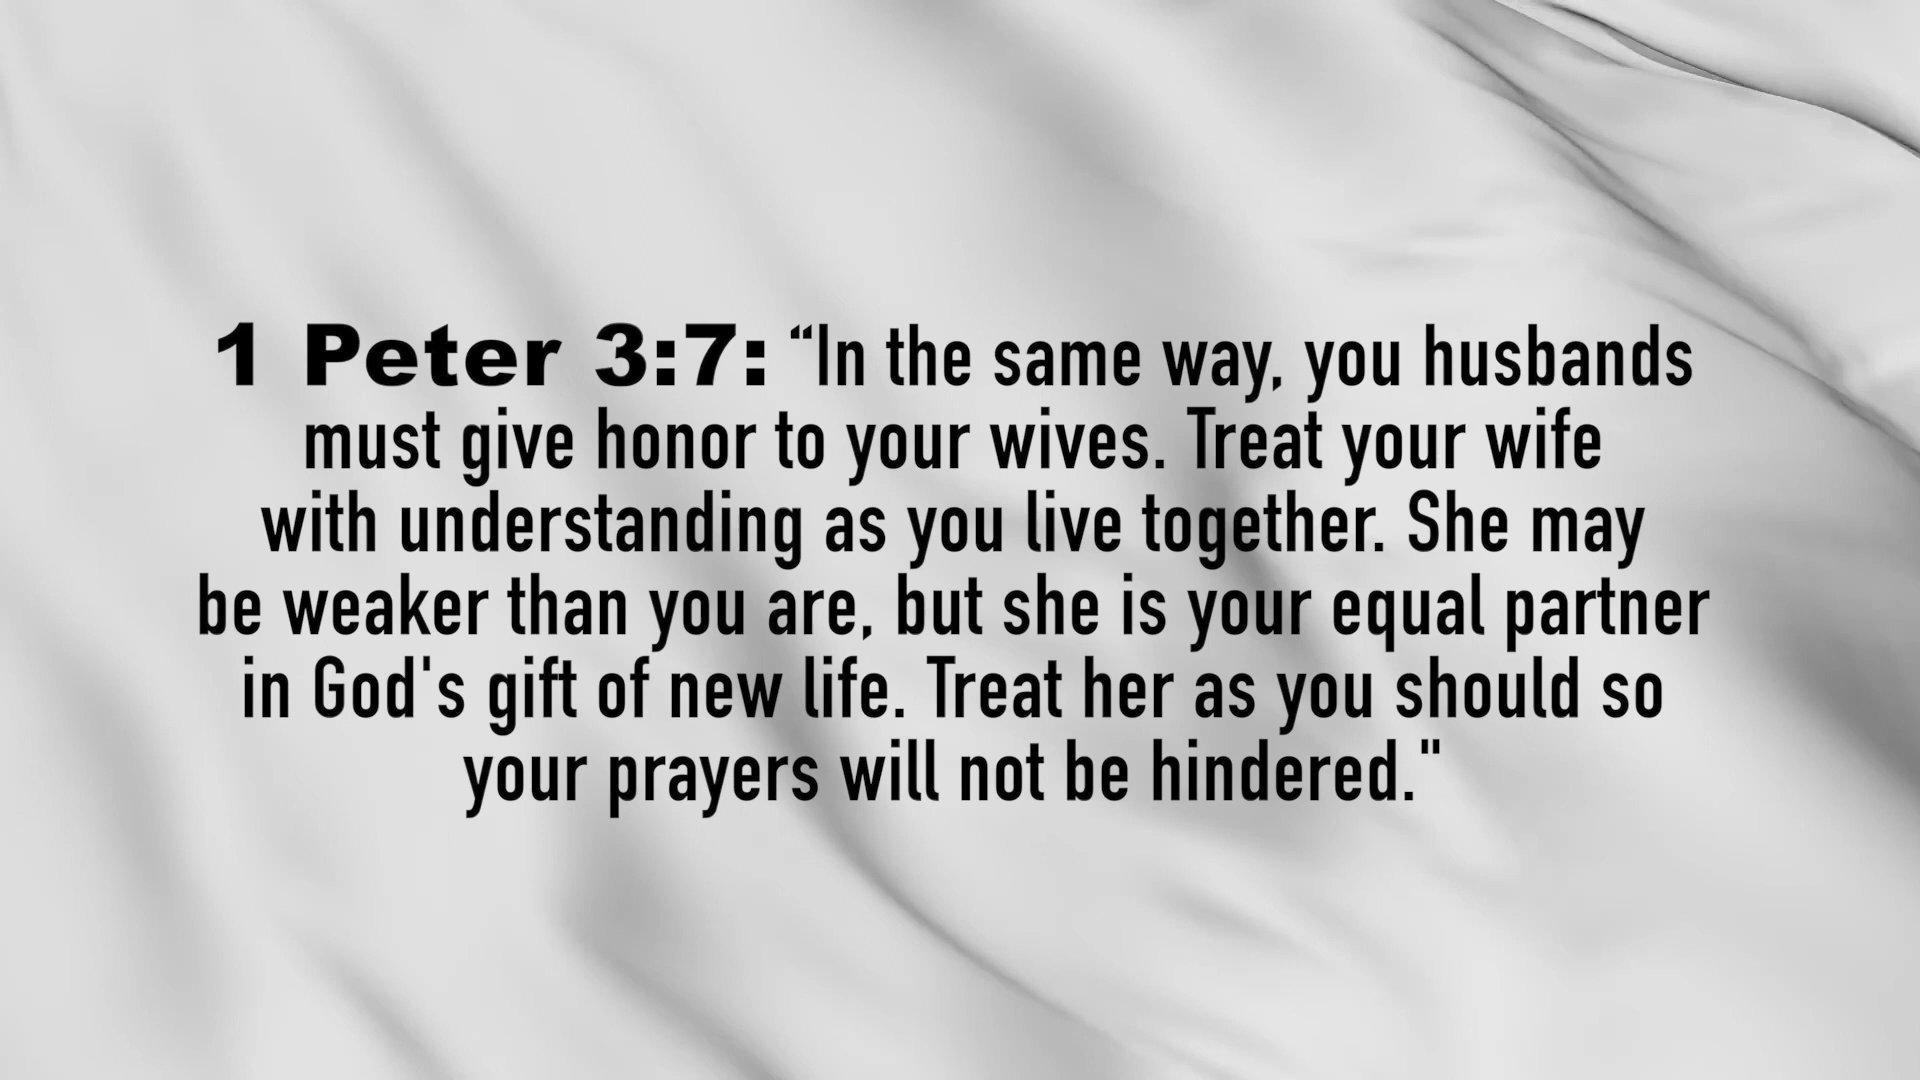 1 Peter 3:7: “In the same way, you husbands
must give honor to your wives. Treat your wife
with understanding as you live together. She may
be weaker than you are, but she is your equal partner
in God's gift of new life. Treat her as you should so
your prayers will not be hindered."